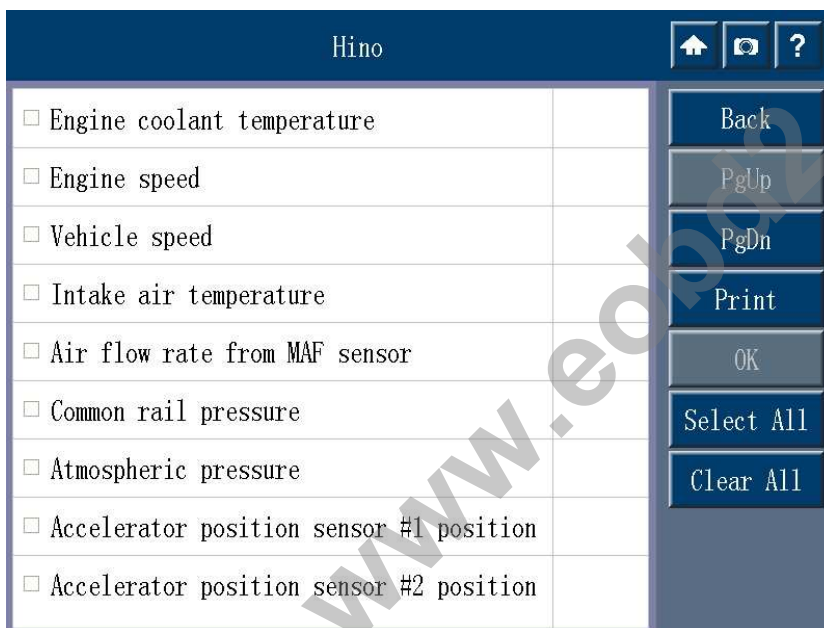 Hino
?
Engine coolant temperature
Engine speed
Vehicle speed
Intake air temperature
Air flow rate from MAF sensor
Common rail pressure
Atmospheric pressure
Accelerator position sensor #1 position
Accelerator position sensor #2 position
Back
PgUp
PgDn
Print
OK
Select All
Clear All
www.eobd2